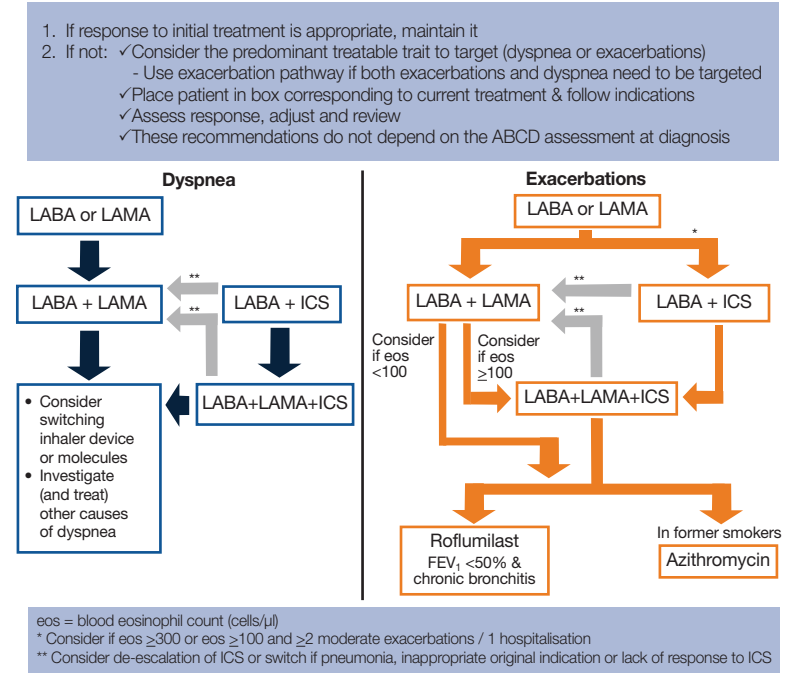 1. If response to initial treatment is appropriate, maintain it
2. If not: ✓Consider the predominant treatable trait to target (dyspnea or exacerbations)
- Use exacerbation pathway if both exacerbations and dyspnea need to be targeted
✓Place patient in box corresponding to current treatment & follow indications
✓Assess response, adjust and review
✓These recommendations do not depend on the ABCD assessment at diagnosis
Dyspnea
LABA or LAMA
**
LABA + LAMA
LABA + ICS
**
• Consider
switching
inhaler device
or molecules
• Investigate
(and treat)
other causes
of dyspnea
LABA+LAMA+ICS
Exacerbations
LABA or LAMA
*
**
LABA + LAMA
LABA + ICS
**
Consider
if eos
<100
Consider
if eos
≥100
LABA+LAMA+ICS
Roflumilast
FEV₁ <50% &
chronic bronchitis
In former smokers
Azithromycin
eos = blood eosinophil count (cells/µl)
* Consider if eos ≥300 or eos ≥100 and ≥2 moderate exacerbations / 1 hospitalisation
** Consider de-escalation of ICS or switch if pneumonia, inappropriate original indication or lack of response to ICS